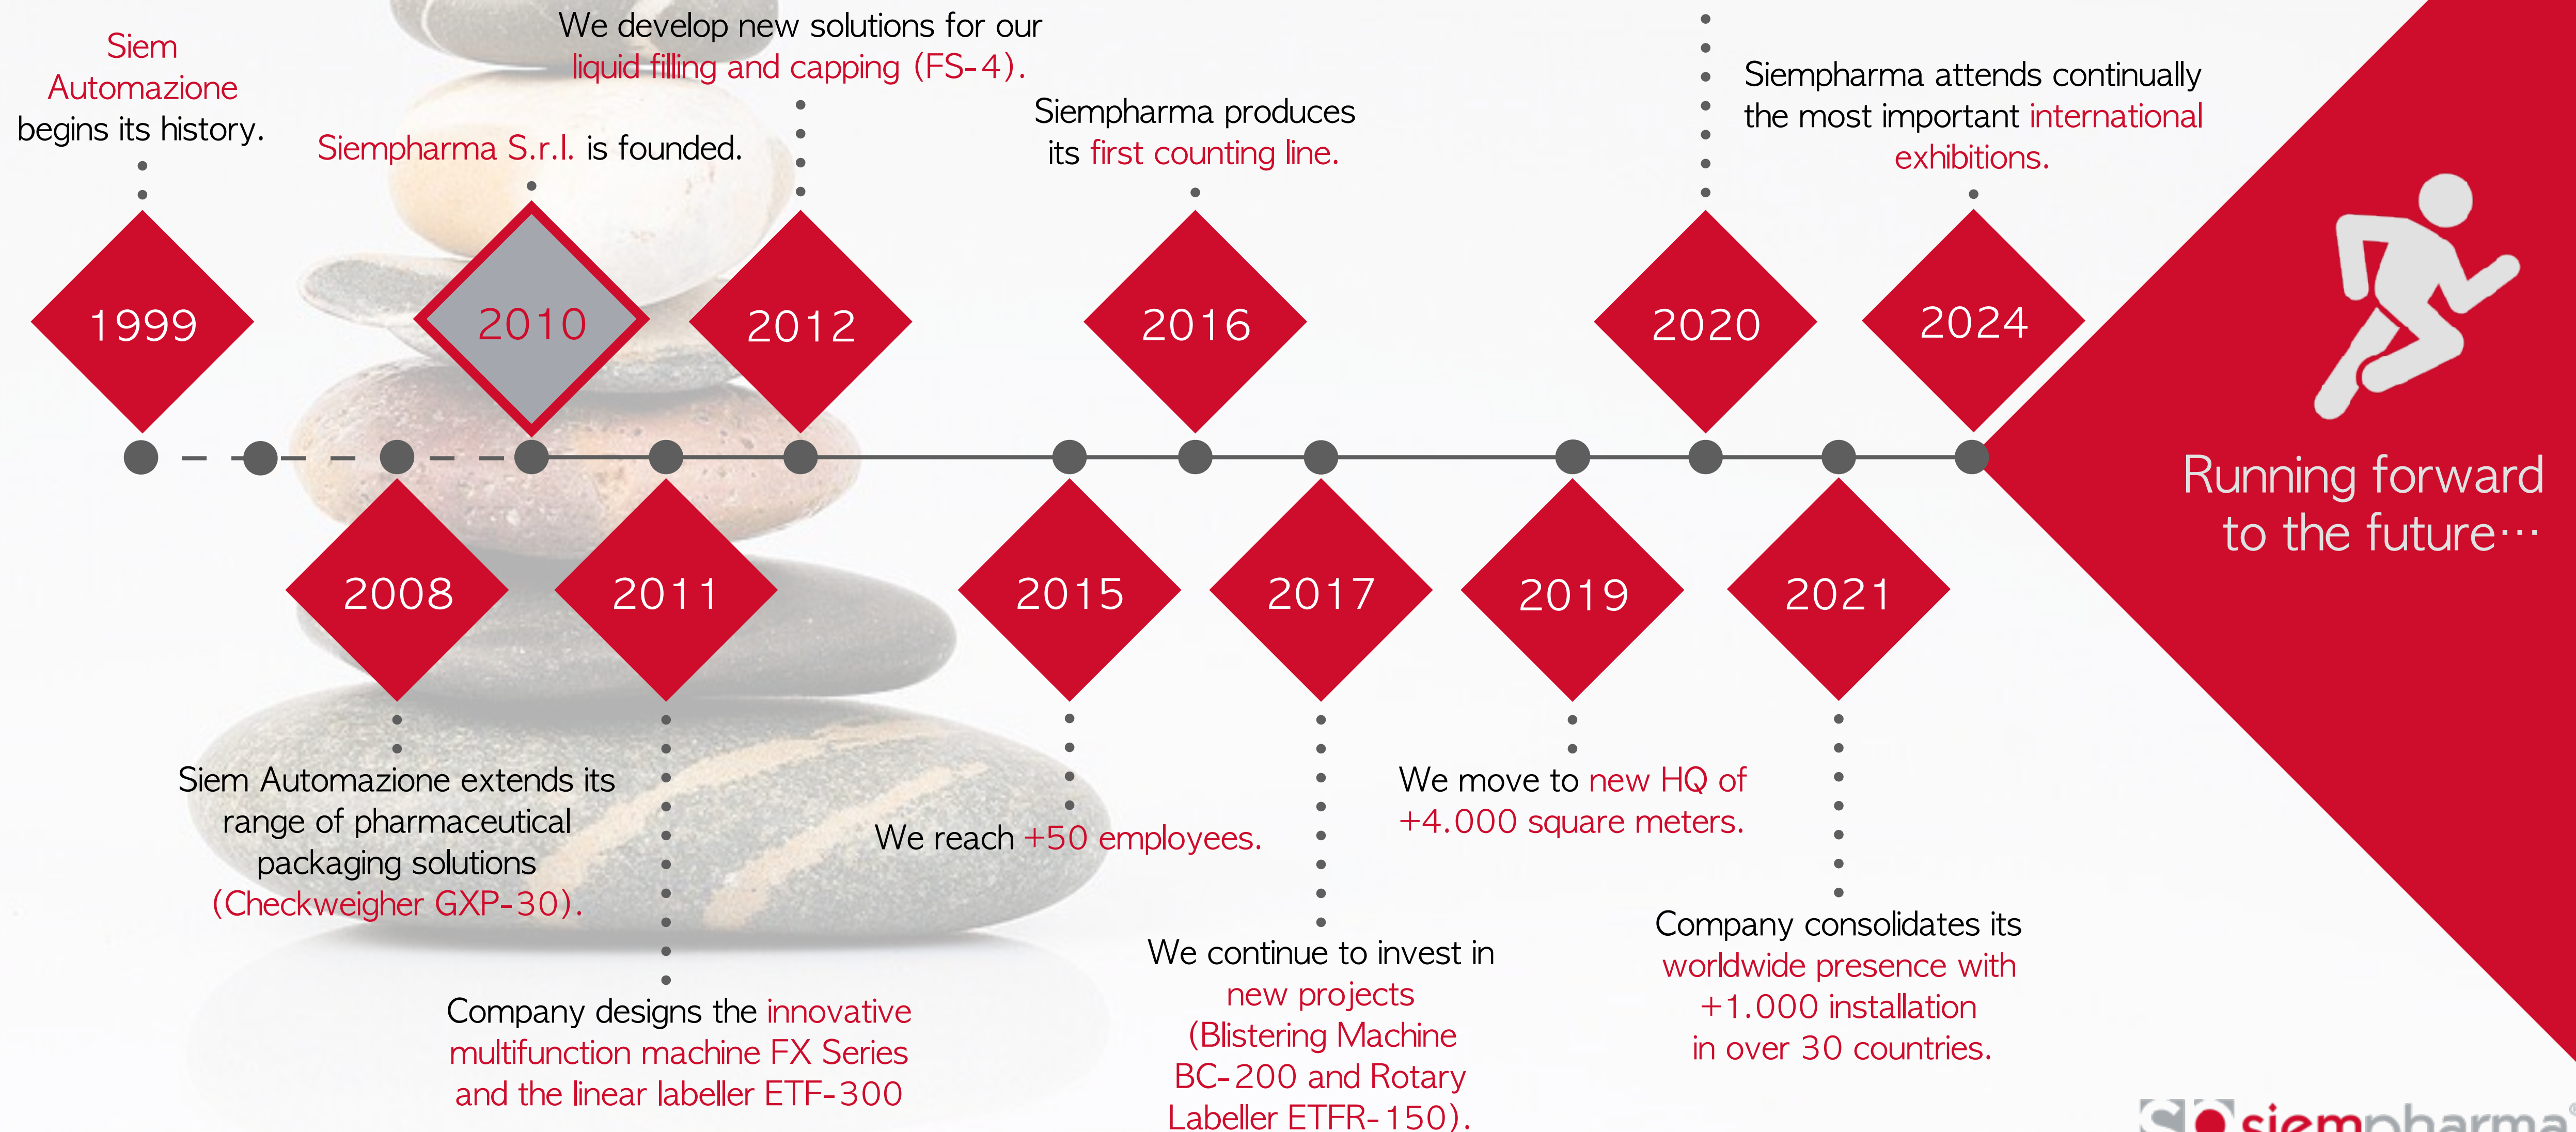 Siem
Automazione
begins its history.
1999
Siem Automazione extends its
range of pharmaceutical
packaging solutions
(Checkweigher GXP-30).
2008
Siempharma S.r.l. is founded.
2010
Company designs the innovative
multifunction machine FX Series
and the linear labeller ETF-300
2011
We develop new solutions for our
liquid filling and capping (FS-4).
2012
We reach +50 employees.
2015
Siempharma produces
its first counting line.
2016
We continue to invest in
new projects
(Blistering Machine
BC-200 and Rotary
Labeller ETFR-150).
2017
We move to new HQ of
+4.000 square meters.
2019
2020
Company consolidates its
worldwide presence with
+1.000 installation
in over 30 countries.
2021
Siempharma attends continually
the most important international
exhibitions.
2024
Running forward
to the future…
siempharma®